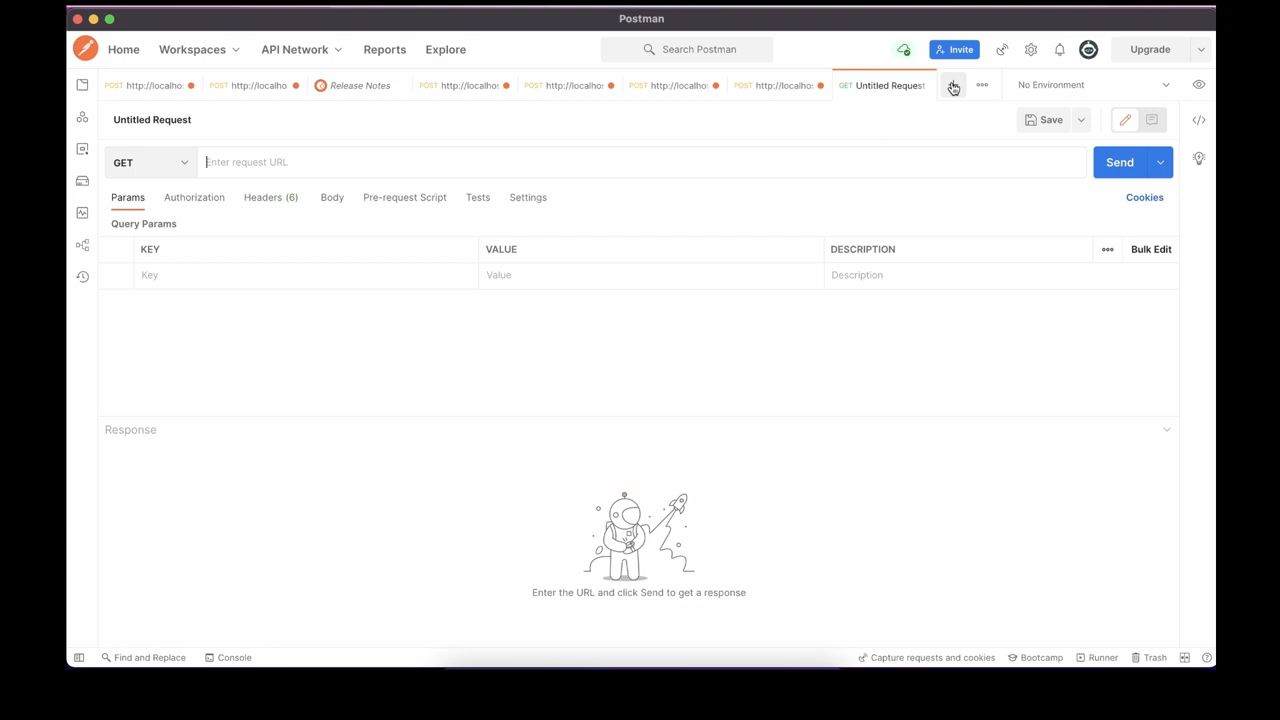 Postman
Home Workspaces API Network Reports Explore Search Postman Invite Upgrade
POST http://localho: POST http://localho Release Notes POST http://localho: POST http://localho: POST http://localho: POST http://localho: GET Untitled Request No Environment
Untitled Request Save
GET Enter request URL Send
Params Authorization Headers (6) Body Pre-request Script Tests Settings Cookies
Query Params
KEY VALUE DESCRIPTION Bulk Edit
Key Value Description
Response
Enter the URL and click Send to get a response
Find and Replace Console Capture requests and cookies Bootcamp Runner Trash